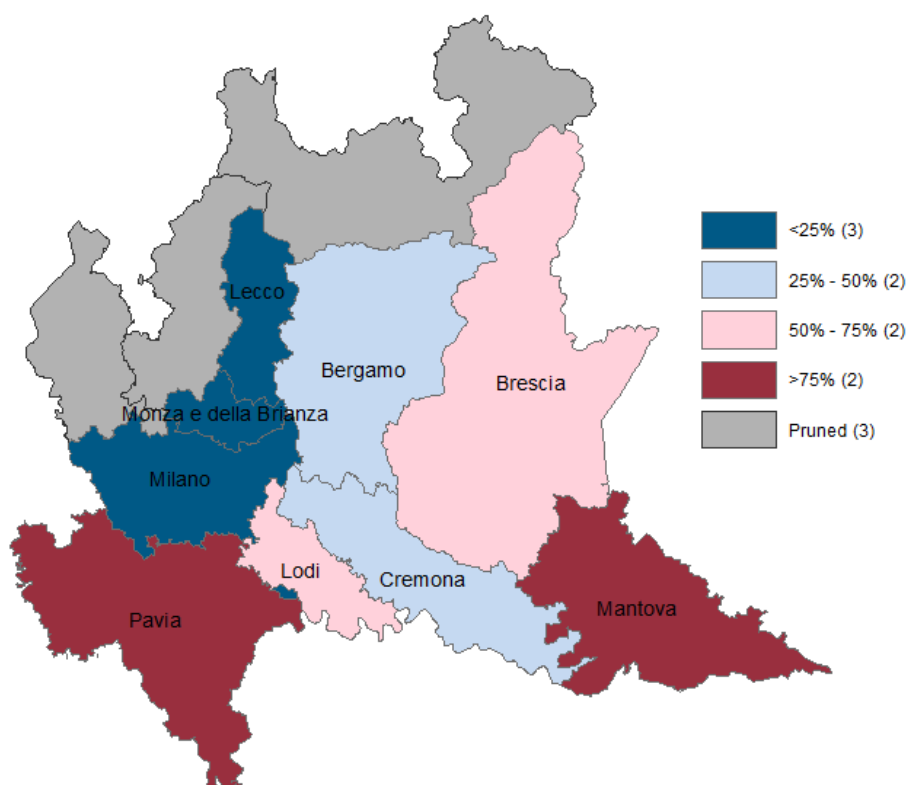 <25% (3)
Lecco
25% - 50% (2)
Bergamo
50% - 75% (2)
Brescia
>75% (2)
Monza e della Brianza
Pruned (3)
Milano
Lodi
Cremona
Mantova
Pavia